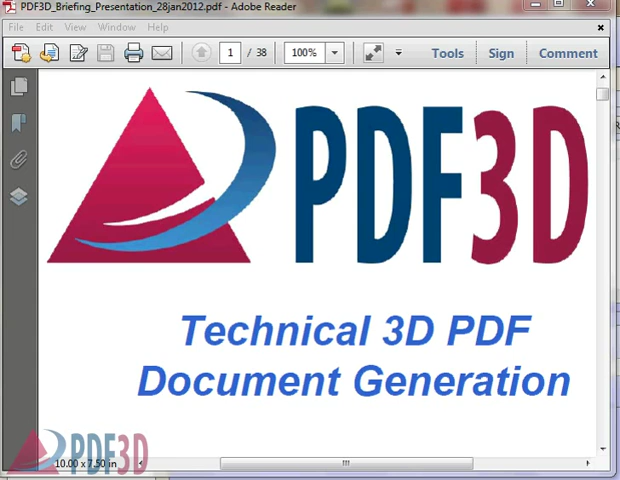 PDF3D_Briefing_Presentation_28jan2012.pdf - Adobe Reader
File Edit View Window Help
1 / 38 100% Tools Sign Comment
PDF3D
Technical 3D PDF
Document Generation
PDF3D
10.00 x 7.50 in